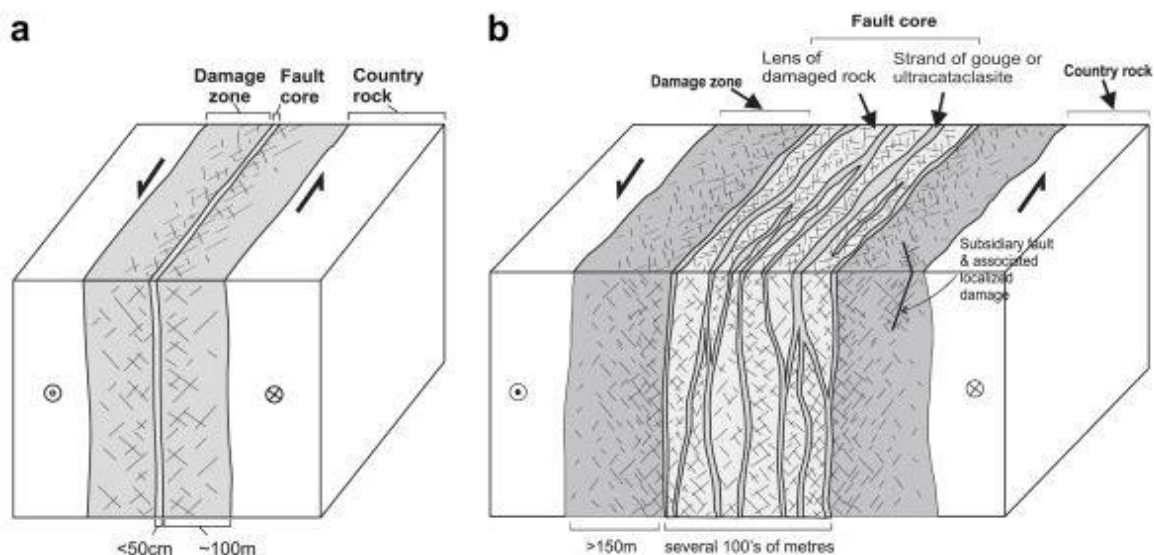 a
Damage
zone
Fault
core
Country
rock
<50cm
~100m
b
Fault core
Lens of
damaged rock
Strand of gouge or
ultracataclasite
Damage zone
Country rock
Subsidiary fault
& associated
localized
damage
>150m
several 100's of metres